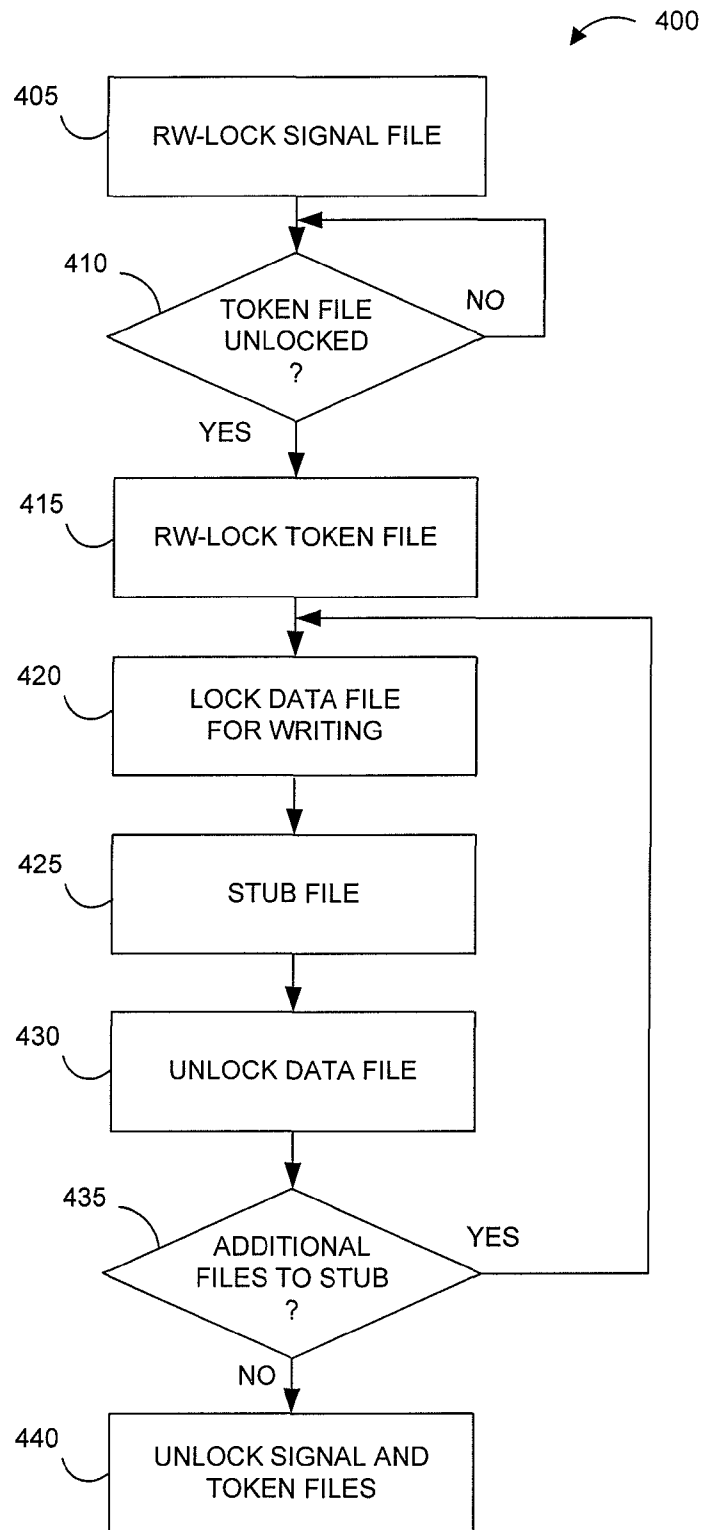 400
405
RW-LOCK SIGNAL FILE
410
TOKEN FILE
UNLOCKED
?
NO
YES
415
RW-LOCK TOKEN FILE
420
LOCK DATA FILE
FOR WRITING
425
STUB FILE
430
UNLOCK DATA FILE
435
ADDITIONAL
FILES TO STUB
?
YES
NO
440
UNLOCK SIGNAL AND
TOKEN FILES